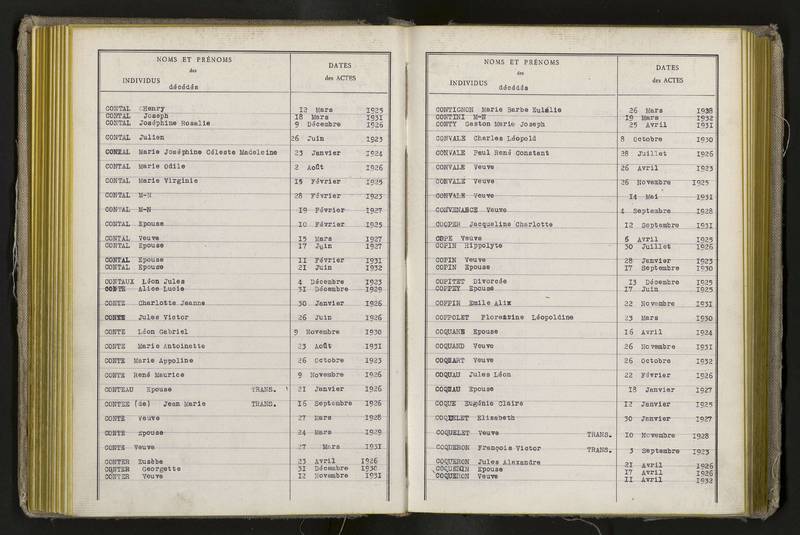 NOMS ET PRÉNOMS
des
INDIVIDUS
décédés
DATES
des ACTES
CONTAL Henry 12 Mars 1925
CONTAL Joseph 18 Mars 1931
CONTAL Joséphine Rosalie 9 Décembre 1926
CONTAL Julien 26 Juin 1923
CONTAL Marie Joséphine Céleste Madeleine 23 Janvier 1924
CONTAL Marie Odile 2 Août 1926
CONTAL Marie Virginie 15 Février 1925
CONTAL M-N 28 Février 1923
CONTAL M-N 19 Février 1927
CONTAL Epouse 10 Février 1925
CONTAL Veuve 15 Mars 1927
CONTAL Epouse 17 Juin 1927
CONTAL Epouse 11 Février 1931
CONTAL Epouse 21 Juin 1932
CONTAUX Léon Jules 4 Décembre 1923
CONTE Alice Lucie 31 Décembre 1929
CONTE Charlotte Jeanne 30 Janvier 1926
CONTE Jules Victor 26 Juin 1926
CONTE Léon Gabriel 9 Novembre 1930
CONTE Marie Antoinette 23 Août 1931
CONTE Marie Appoline 26 Octobre 1923
CONTE René Maurice 9 Novembre 1926
CONTEAU Epouse TRANS. 21 Janvier 1926
CONTES (de) Jean Marie TRANS. 16 Septembre 1926
CONTE Veuve 27 Mars 1928
CONTE Epouse 24 Mars 1929
CONTE Veuve 27 Mars 1931
CONTER Eusèbe 23 Avril 1926
CONTER Georgette 31 Décembre 1930
CONTER Veuve 12 Novembre 1931
NOMS ET PRÉNOMS
des
INDIVIDUS
décédés
DATES
des ACTES
CONTIGNON Marie Barbe Eulalie 26 Mars
CONTINI M-N 19 Mars 1932
CONTY Gaston Marie Joseph 25 Avril 1931
CONVALE Charles Léopold 8 Octobre 1930
CONVALE Paul René Constant 28 Juillet 1926
CONVALE Veuve 26 Avril 1923
CONVALE Veuve 26 Novembre 1925
CONVALE Veuve 14 Mai 1931
CONVENANCE Veuve 4 Septembre 1928
COOPER Jacqueline Charlotte 12 Septembre 1931
COPE Veuve 6 Avril 1925
COPIN Hippolyte 30 Juillet 1926
COPIN Veuve 28 Janvier 1923
COPIN Epouse 17 Septembre 1930
COPITET Divorcée 13 Décembre 1925
COPPEY Epouse 17 Juin 1925
COPPIN Emile Alix 22 Novembre 1931
COPPOLET Florentine Léopoldine 23 Mars 1930
COQUANE Epouse 16 Avril 1924
COQUAND Veuve 26 Novembre 1931
COQUART Veuve 26 Octobre 1932
COQUAU Jules Léon 22 Février 1926
COQUAU Epouse 18 Janvier 1927
COQUE Eugénie Claire 12 Janvier 1925
COQUELET Elisabeth 30 Janvier 1927
COQUELET Veuve TRANS. 10 Novembre 1928
COQUERON François Victor TRANS. 3 Septembre 1923
COQUERON Jules Alexandre 21 Avril 1926
COQUENIN Epouse 17 Avril 1926
COQUERON Veuve 11 Avril 1932